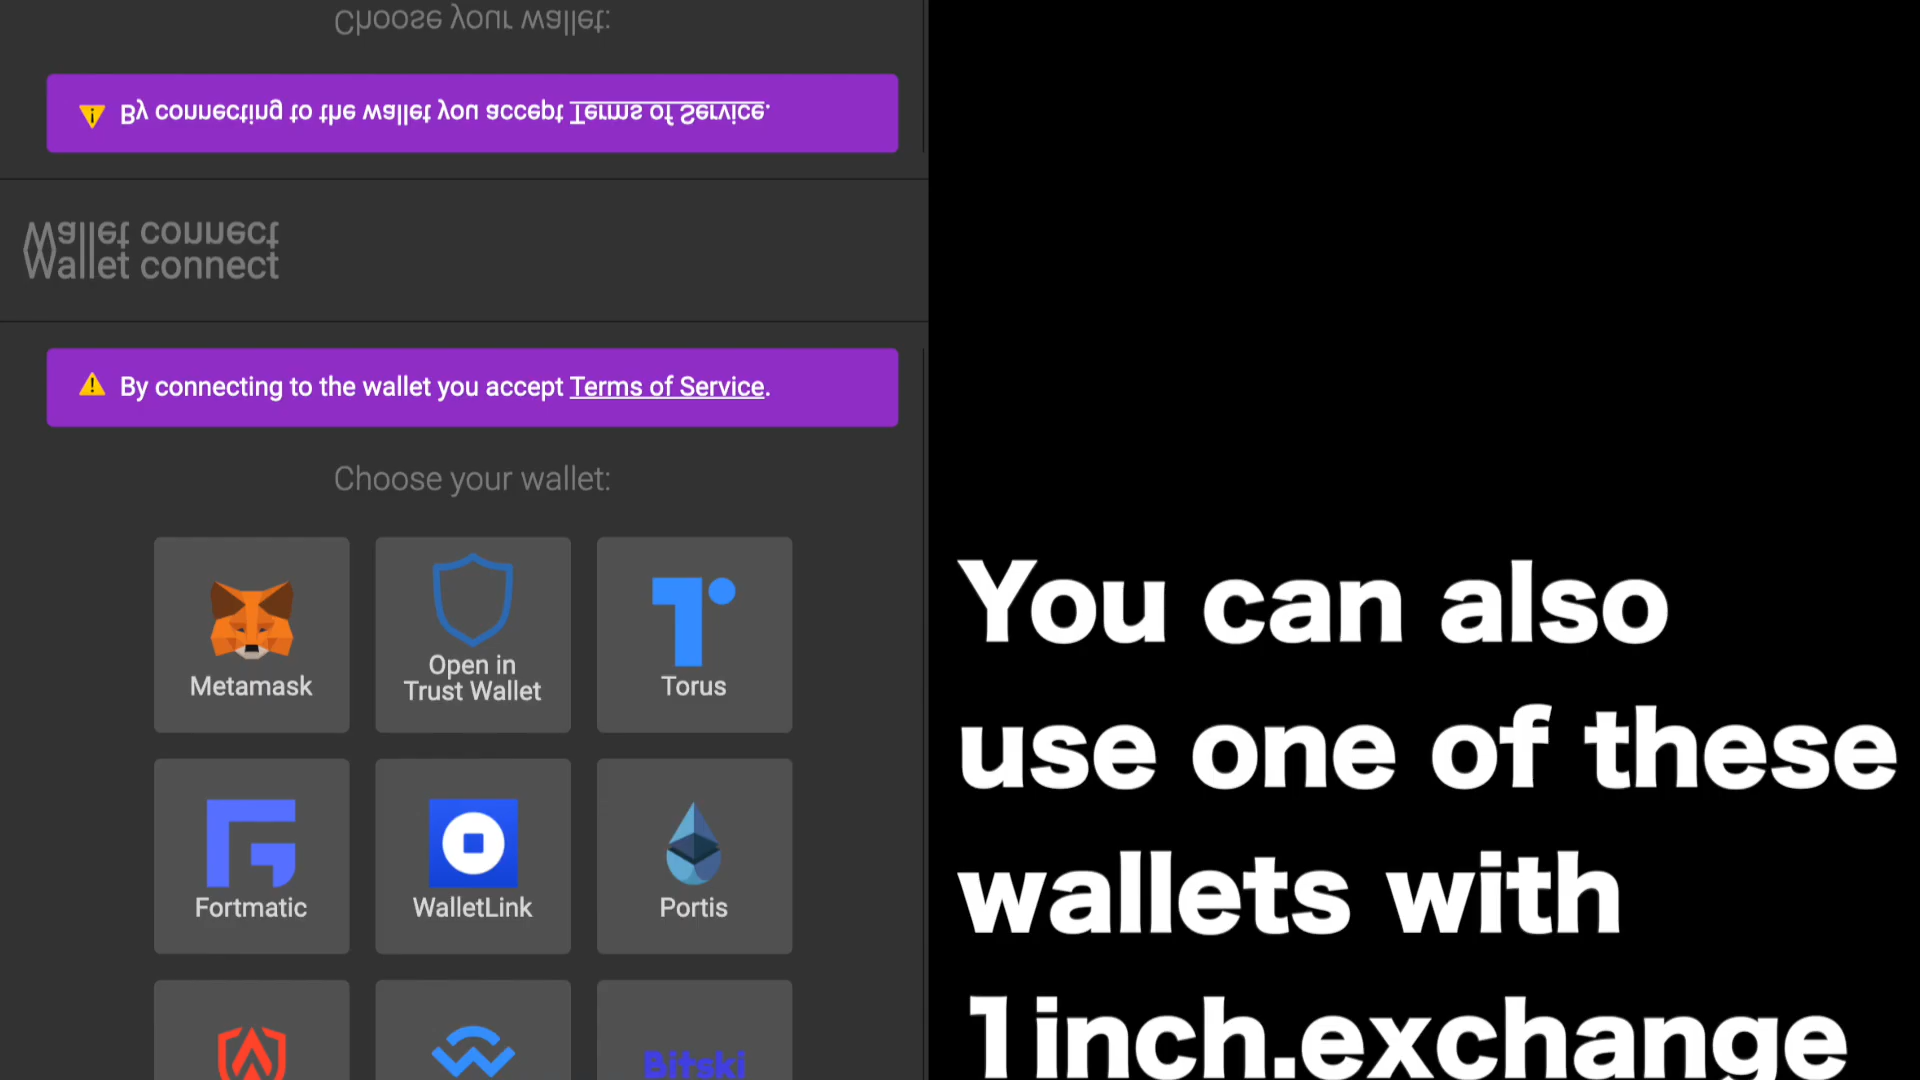 Choose your wallet:
By connecting to the wallet you accept Terms of Service.
Wallet connect
Wallet connect
By connecting to the wallet you accept Terms of Service.
Choose your wallet:
Metamask
Open in
Trust Wallet
Torus
Fortmatic
WalletLink
Portis
Bitski
You can also
use one of these
wallets with
1inch.exchange